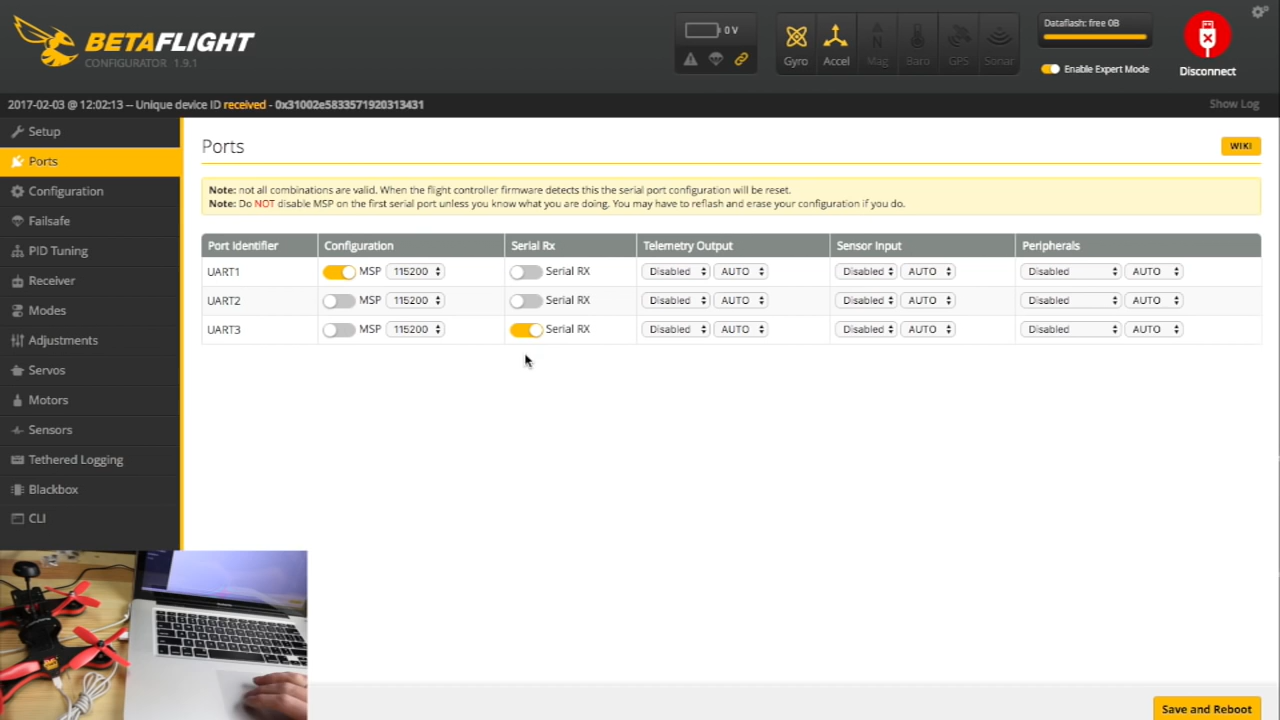 BETAFLIGHT
CONFIGURATOR 1.9.1
0 V
Gyro Accel Mag Baro GPS Sonar
Dataflash: free 0B
Enable Expert Mode
Disconnect
2017-02-03 @ 12:02:13 -- Unique device ID received - 0x31002e5833571920313431
Show Log
Setup
Ports
Configuration
Failsafe
PID Tuning
Receiver
Modes
Adjustments
Servos
Motors
Sensors
Tethered Logging
Blackbox
CLI
Ports
WIKI
Note: not all combinations are valid. When the flight controller firmware detects this the serial port configuration will be reset.
Note: Do NOT disable MSP on the first serial port unless you know what you are doing. You may have to reflash and erase your configuration if you do.
Port Identifier Configuration Serial Rx Telemetry Output Sensor Input Peripherals
UART1 MSP 115200 Serial RX Disabled AUTO Disabled AUTO Disabled AUTO
UART2 MSP 115200 Serial RX Disabled AUTO Disabled AUTO Disabled AUTO
UART3 MSP 115200 Serial RX Disabled AUTO Disabled AUTO Disabled AUTO
Save and Reboot